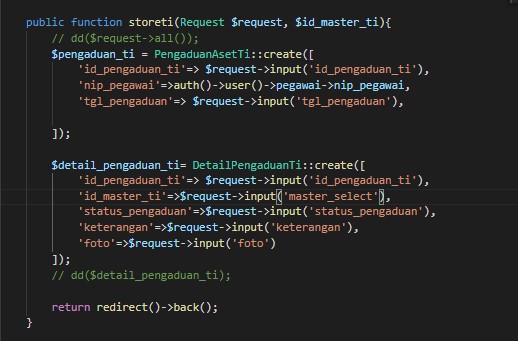 public function storeti(Request $request, $id_master_ti){
// dd($request->all());
$pengaduan_ti = PengaduanAsetTi::create([
'id_pengaduan_ti'=> $request->input('id_pengaduan_ti'),
'nip_pegawai'=>auth()->user()->pegawai->nip_pegawai,
'tgl_pengaduan'=> $request->input('tgl_pengaduan'),
]);
$detail_pengaduan_ti= DetailPengaduanTi::create([
'id_pengaduan_ti'=> $request->input('id_pengaduan_ti'),
'id_master_ti'=>$request->input('master_select'),
'status_pengaduan'=>$request->input('status_pengaduan'),
'keterangan'=>$request->input('keterangan'),
'foto'=>$request->input('foto')
]);
// dd($detail_pengaduan_ti);
return redirect()->back();
}